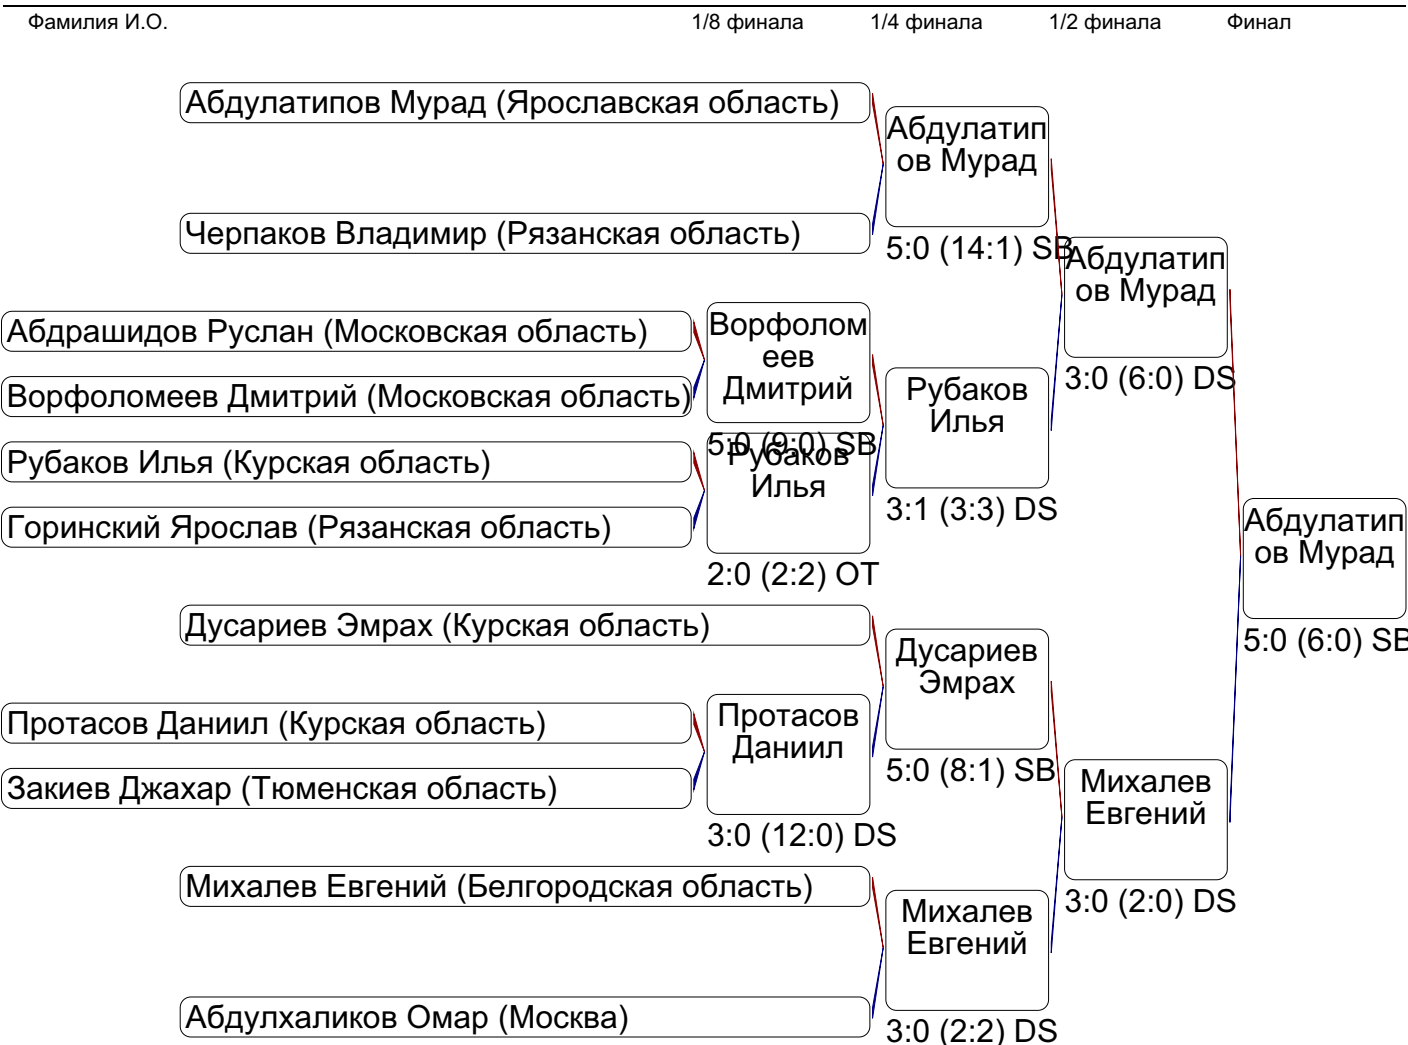 Фамилия И.О. 1/8 финала 1/4 финала 1/2 финала Финал
Абдулатипов Мурад (Ярославская область)
Абдулатип
ов Мурад
Черпаков Владимир (Рязанская область)
5:0 (14:1) SB
Абдулатип
ов Мурад
Абдрашидов Руслан (Московская область)
Ворфолом
еев
Дмитрий
3:0 (6:0) DS
Ворфоломеев Дмитрий (Московская область)
Рубаков
Илья
5:0 (9:0) SB
Рубаков Илья (Курская область)
Рубаков
Илья
3:1 (3:3) DS
Горинский Ярослав (Рязанская область)
Абдулатип
ов Мурад
2:0 (2:2) OT
Дусариев Эмрах (Курская область)
Дусариев
Эмрах
5:0 (6:0) SB
Протасов Даниил (Курская область)
Протасов
Даниил
5:0 (8:1) SB
Закиев Джахар (Тюменская область)
Михалев
Евгений
3:0 (12:0) DS
Михалев Евгений (Белгородская область)
Михалев
Евгений
3:0 (2:0) DS
Абдулхаликов Омар (Москва)
3:0 (2:2) DS